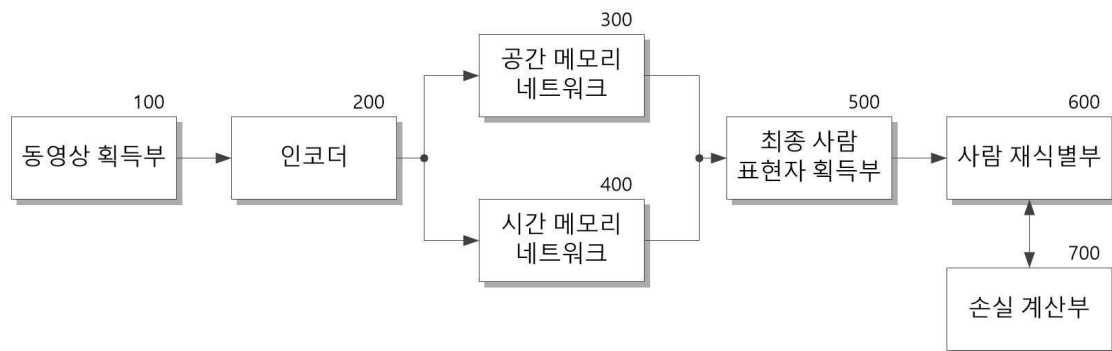 100
동영상 획득부
200
인코더
300
공간 메모리
네트워크
400
시간 메모리
네트워크
500
최종 사람
표현자 획득부
600
사람 재식별부
700
손실 계산부